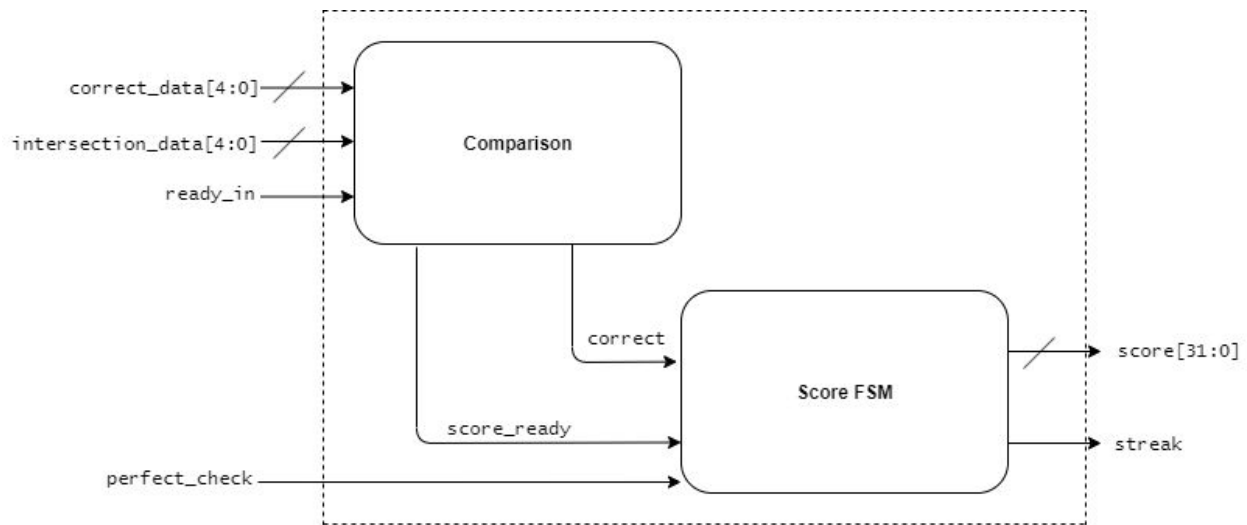 correct_data[4:0]
intersection_data[4:0]
ready_in
Comparison
correct
score_ready
perfect_check
Score FSM
score[31:0]
streak